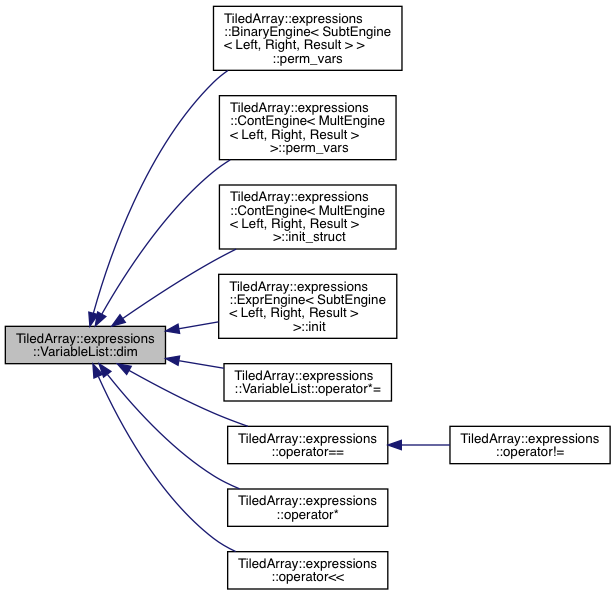 TiledArray::expressions
::BinaryEngine< SubtEngine
< Left, Right, Result > >
::perm_vars
TiledArray::expressions
::ContEngine< MultEngine
< Left, Right, Result >
>::perm_vars
TiledArray::expressions
::ContEngine< MultEngine
< Left, Right, Result >
>::init_struct
TiledArray::expressions
::ExprEngine< SubtEngine
< Left, Right, Result >
>::init
TiledArray::expressions
::VariableList::dim
TiledArray::expressions
::VariableList::operator*=
TiledArray::expressions
::operator==
TiledArray::expressions
::operator!=
TiledArray::expressions
::operator*
TiledArray::expressions
::operator<<